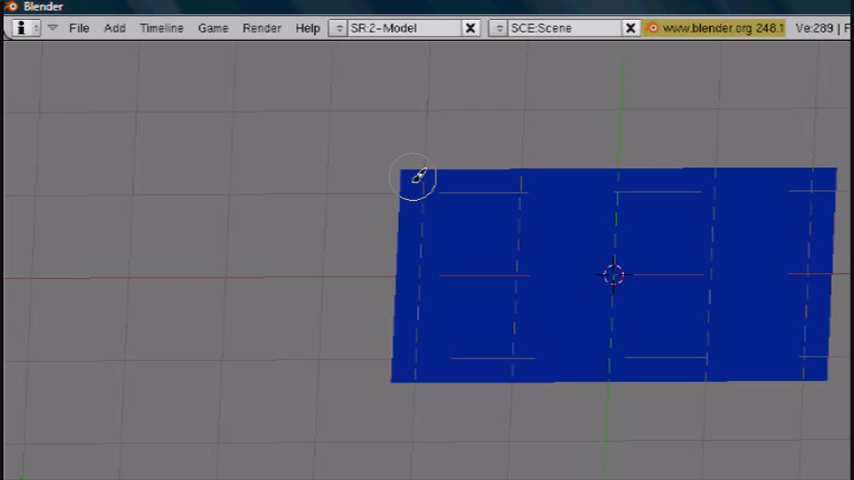 Blender
File Add Timeline Game Render Help SR:2-Model SCE:Scene www.blender.org 248.1 Ve:289 | F